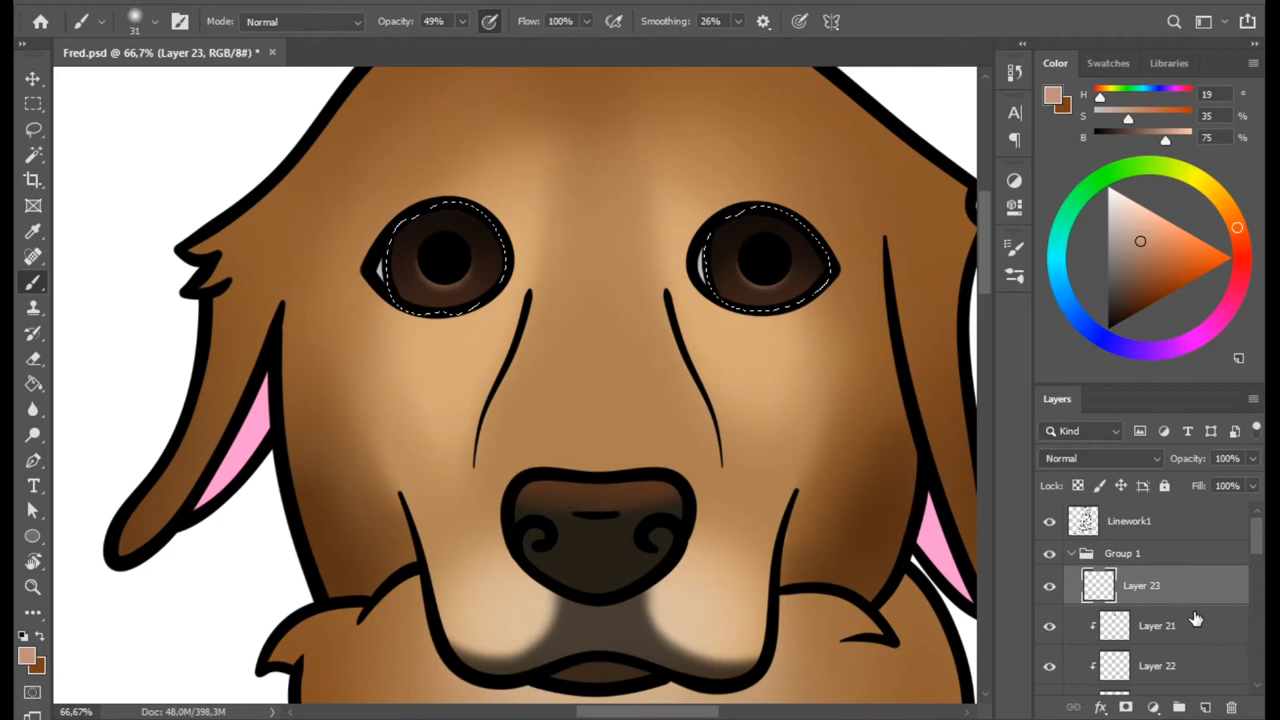 31
Mode: Normal
Opacity: 49%
Flow: 100%
Smoothing: 26%
Fred.psd @ 66,7% (Layer 23, RGB/8#) *
Color
Swatches
Libraries
H 19 °
S 35 %
B 75 %
Layers
Kind
Normal
Opacity: 100%
Lock:
Fill: 100%
Linework1
Group 1
Layer 23
Layer 21
Layer 22
66,67%
Doc: 48,0M/398,3M